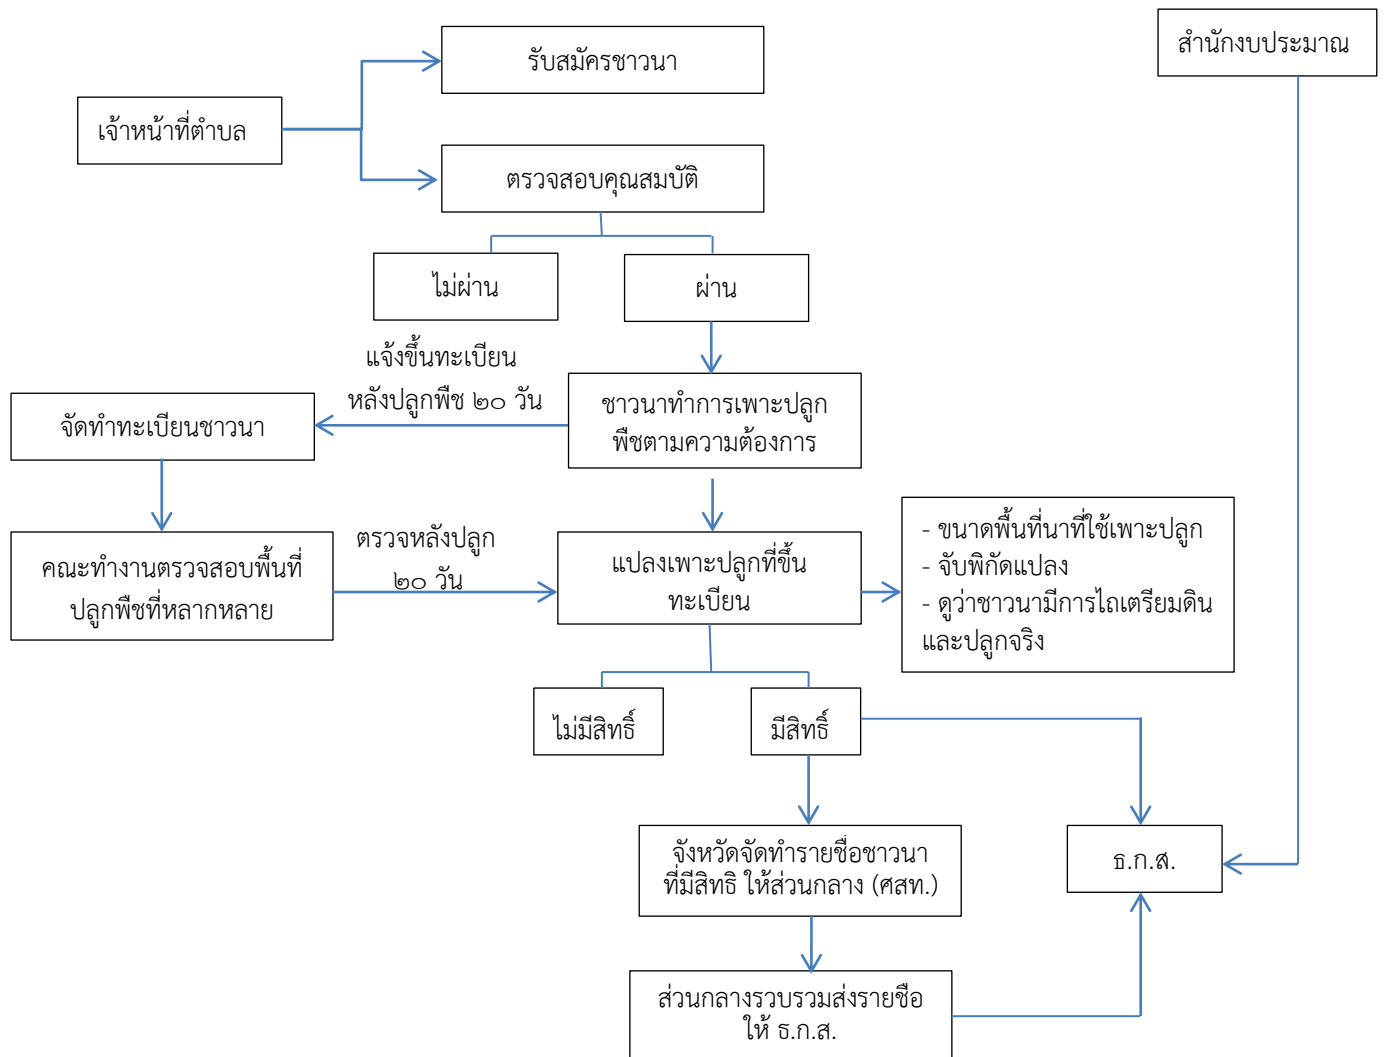 สำนักงบประมาณ
รับสมัครชาวนา
เจ้าหน้าที่ตำบล
ตรวจสอบคุณสมบัติ
ไม่ผ่าน
ผ่าน
แจ้งขึ้นทะเบียน
หลังปลูกพืช ๒๐ วัน
ชาวนาทำการเพาะปลูก
พืชตามความต้องการ
จัดทำทะเบียนชาวนา
คณะทำงานตรวจสอบพื้นที่
ปลูกพืชที่หลากหลาย
ตรวจหลังปลูก
๒๐ วัน
แปลงเพาะปลูกที่ขึ้น
ทะเบียน
- ขนาดพื้นที่นาที่ใช้เพาะปลูก
- จับพิกัดแปลง
- ดูว่าชาวนามีการไถเตรียมดิน
และปลูกจริง
ไม่มีสิทธิ์
มีสิทธิ์
จังหวัดจัดทำรายชื่อชาวนา
ที่มีสิทธิ ให้ส่วนกลาง (ศสท.)
ธ.ก.ส.
ส่วนกลางรวบรวมส่งรายชื่อ
ให้ ธ.ก.ส.